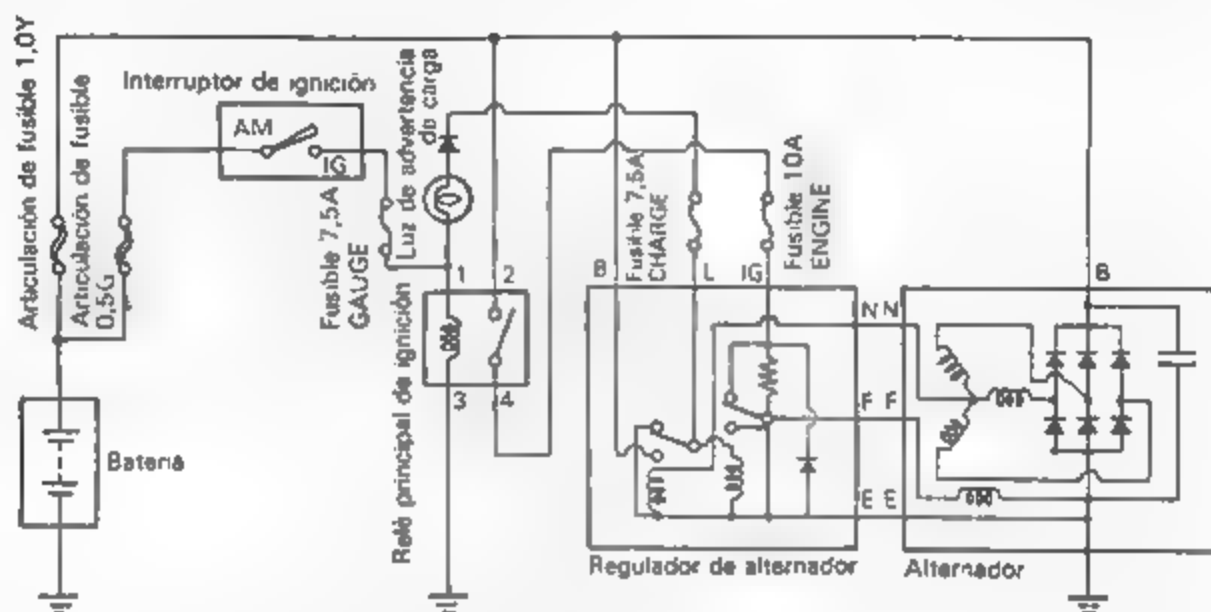 Articulación de fusible 1,0Y
Articulación de fusible
0,5G
Interruptor de ignición
AM
IG
Fusible 7,5A
GAUGE
Luz de advertencia
de carga
Fusible 7,5A
CHARGE
Fusible 10A
ENGINE
1
2
B
L
IG
B
N N
F F
E E
3
4
Relé principal de ignición
Batería
Regulador de alternador
Alternador